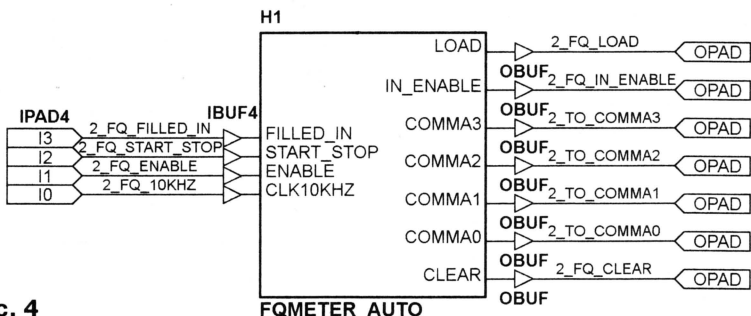 H1
LOAD
2_FQ_LOAD
OPAD
OBUF
IN_ENABLE
2_FQ_IN_ENABLE
OPAD
OBUF
COMMA3
2_TO_COMMA3
OPAD
OBUF
COMMA2
2_TO_COMMA2
OPAD
OBUF
COMMA1
2_TO_COMMA1
OPAD
OBUF
COMMA0
2_TO_COMMA0
OPAD
OBUF
CLEAR
2_FQ_CLEAR
OPAD
OBUF
IPAD4
IBUF4
I3
2_FQ_FILLED_IN
FILLED_IN
I2
2_FQ_START_STOP
START_STOP
I1
2_FQ_ENABLE
ENABLE
I0
2_FQ_10KHZ
CLK10KHZ
c. 4
FQMETER_AUTO